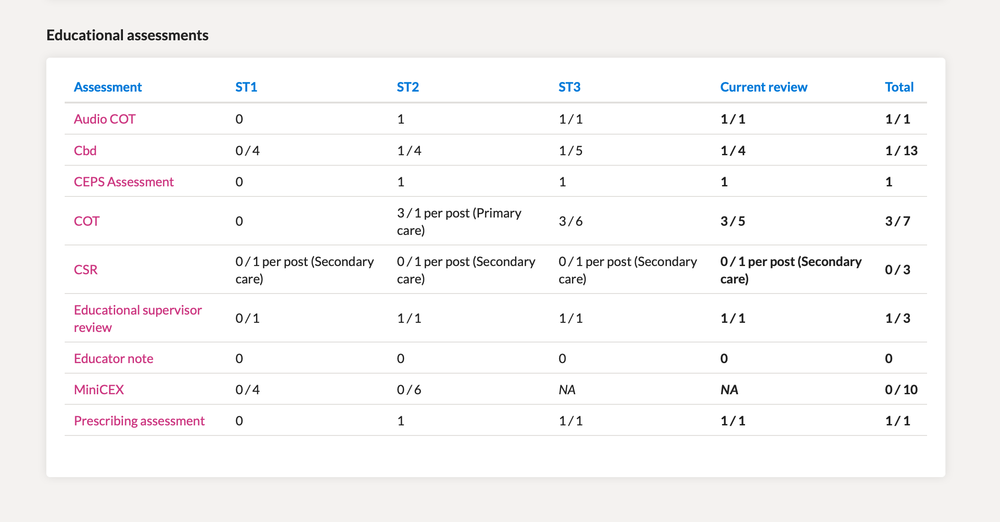 Educational assessments
Assessment ST1 ST2 ST3 Current review Total
Audio COT 0 1 1 / 1 1 / 1 1 / 1
Cbd 0 / 4 1 / 4 1 / 5 1 / 4 1 / 13
CEPS Assessment 0 1 1 1 1
COT 0 3 / 1 per post (Primary care) 3 / 6 3 / 5 3 / 7
CSR 0 / 1 per post (Secondary care) 0 / 1 per post (Secondary care) 0 / 1 per post (Secondary care) 0 / 1 per post (Secondary care) 0 / 3
Educational supervisor review 0 / 1 1 / 1 1 / 1 1 / 1 1 / 3
Educator note 0 0 0 0 0
MiniCEX 0 / 4 0 / 6 NA NA 0 / 10
Prescribing assessment 0 1 1 / 1 1 / 1 1 / 1